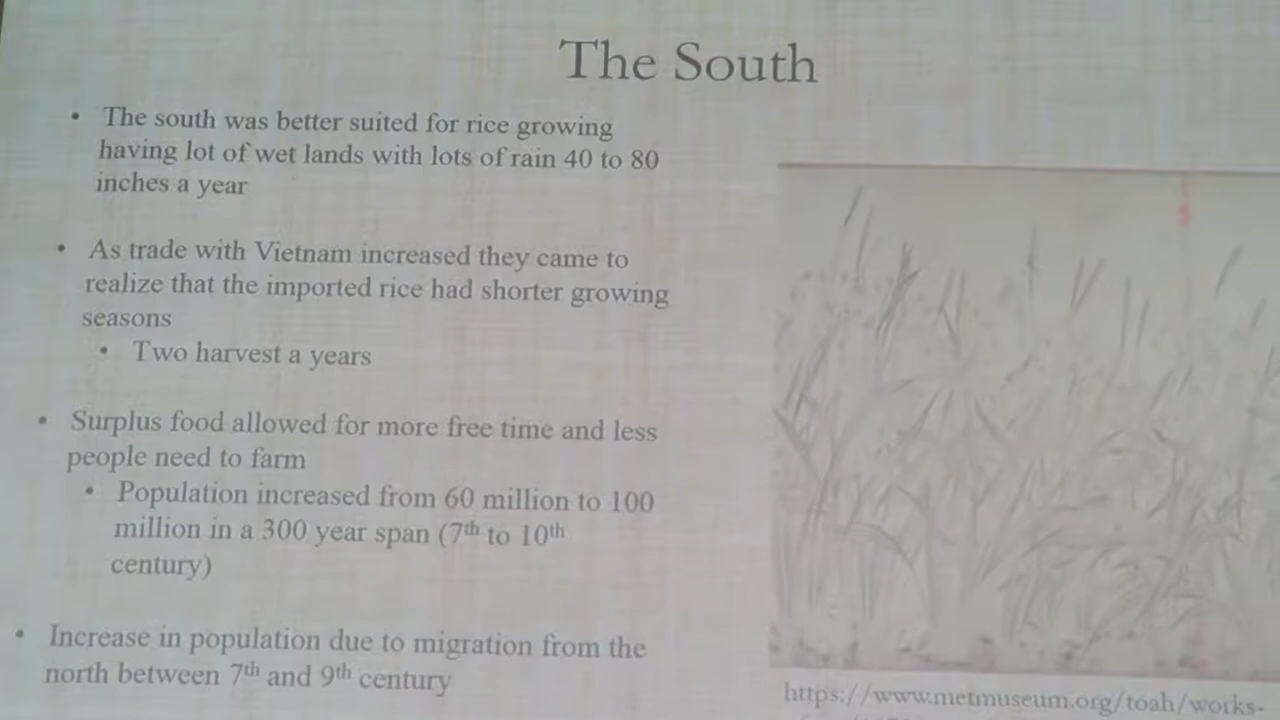 The South
• The south was better suited for rice growing
having lot of wet lands with lots of rain 40 to 80
inches a year
• As trade with Vietnam increased they came to
realize that the imported rice had shorter growing
seasons
• Two harvest a years
• Surplus food allowed for more free time and less
people need to farm
• Population increased from 60 million to 100
million in a 300 year span (7th to 10th
century)
• Increase in population due to migration from the
north between 7th and 9th century
https://www.metmuseum.org/toah/works-